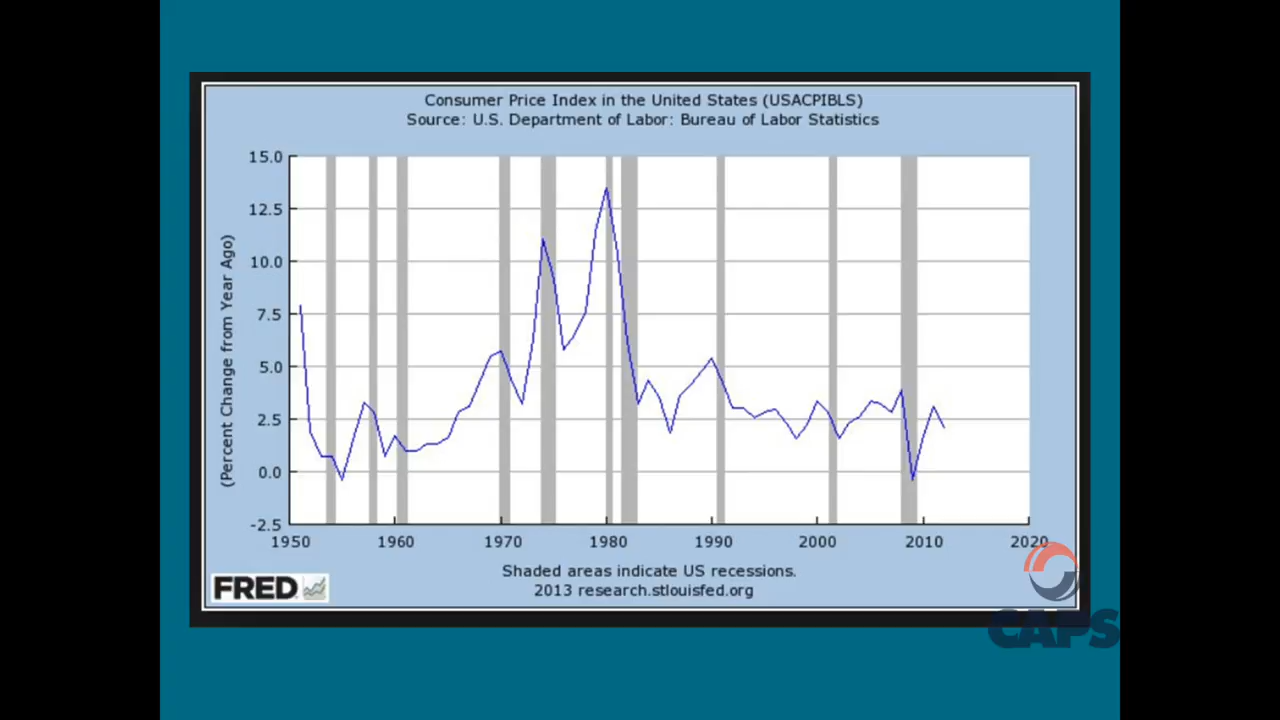 Consumer Price Index in the United States (USACPIBLS)
Source: U.S. Department of Labor: Bureau of Labor Statistics
(Percent Change from Year Ago)
15.0
12.5
10.0
7.5
5.0
2.5
0.0
-2.5
1950 1960 1970 1980 1990 2000 2010 2020
Shaded areas indicate US recessions.
2013 research.stlouisfed.org
FRED
CAPS